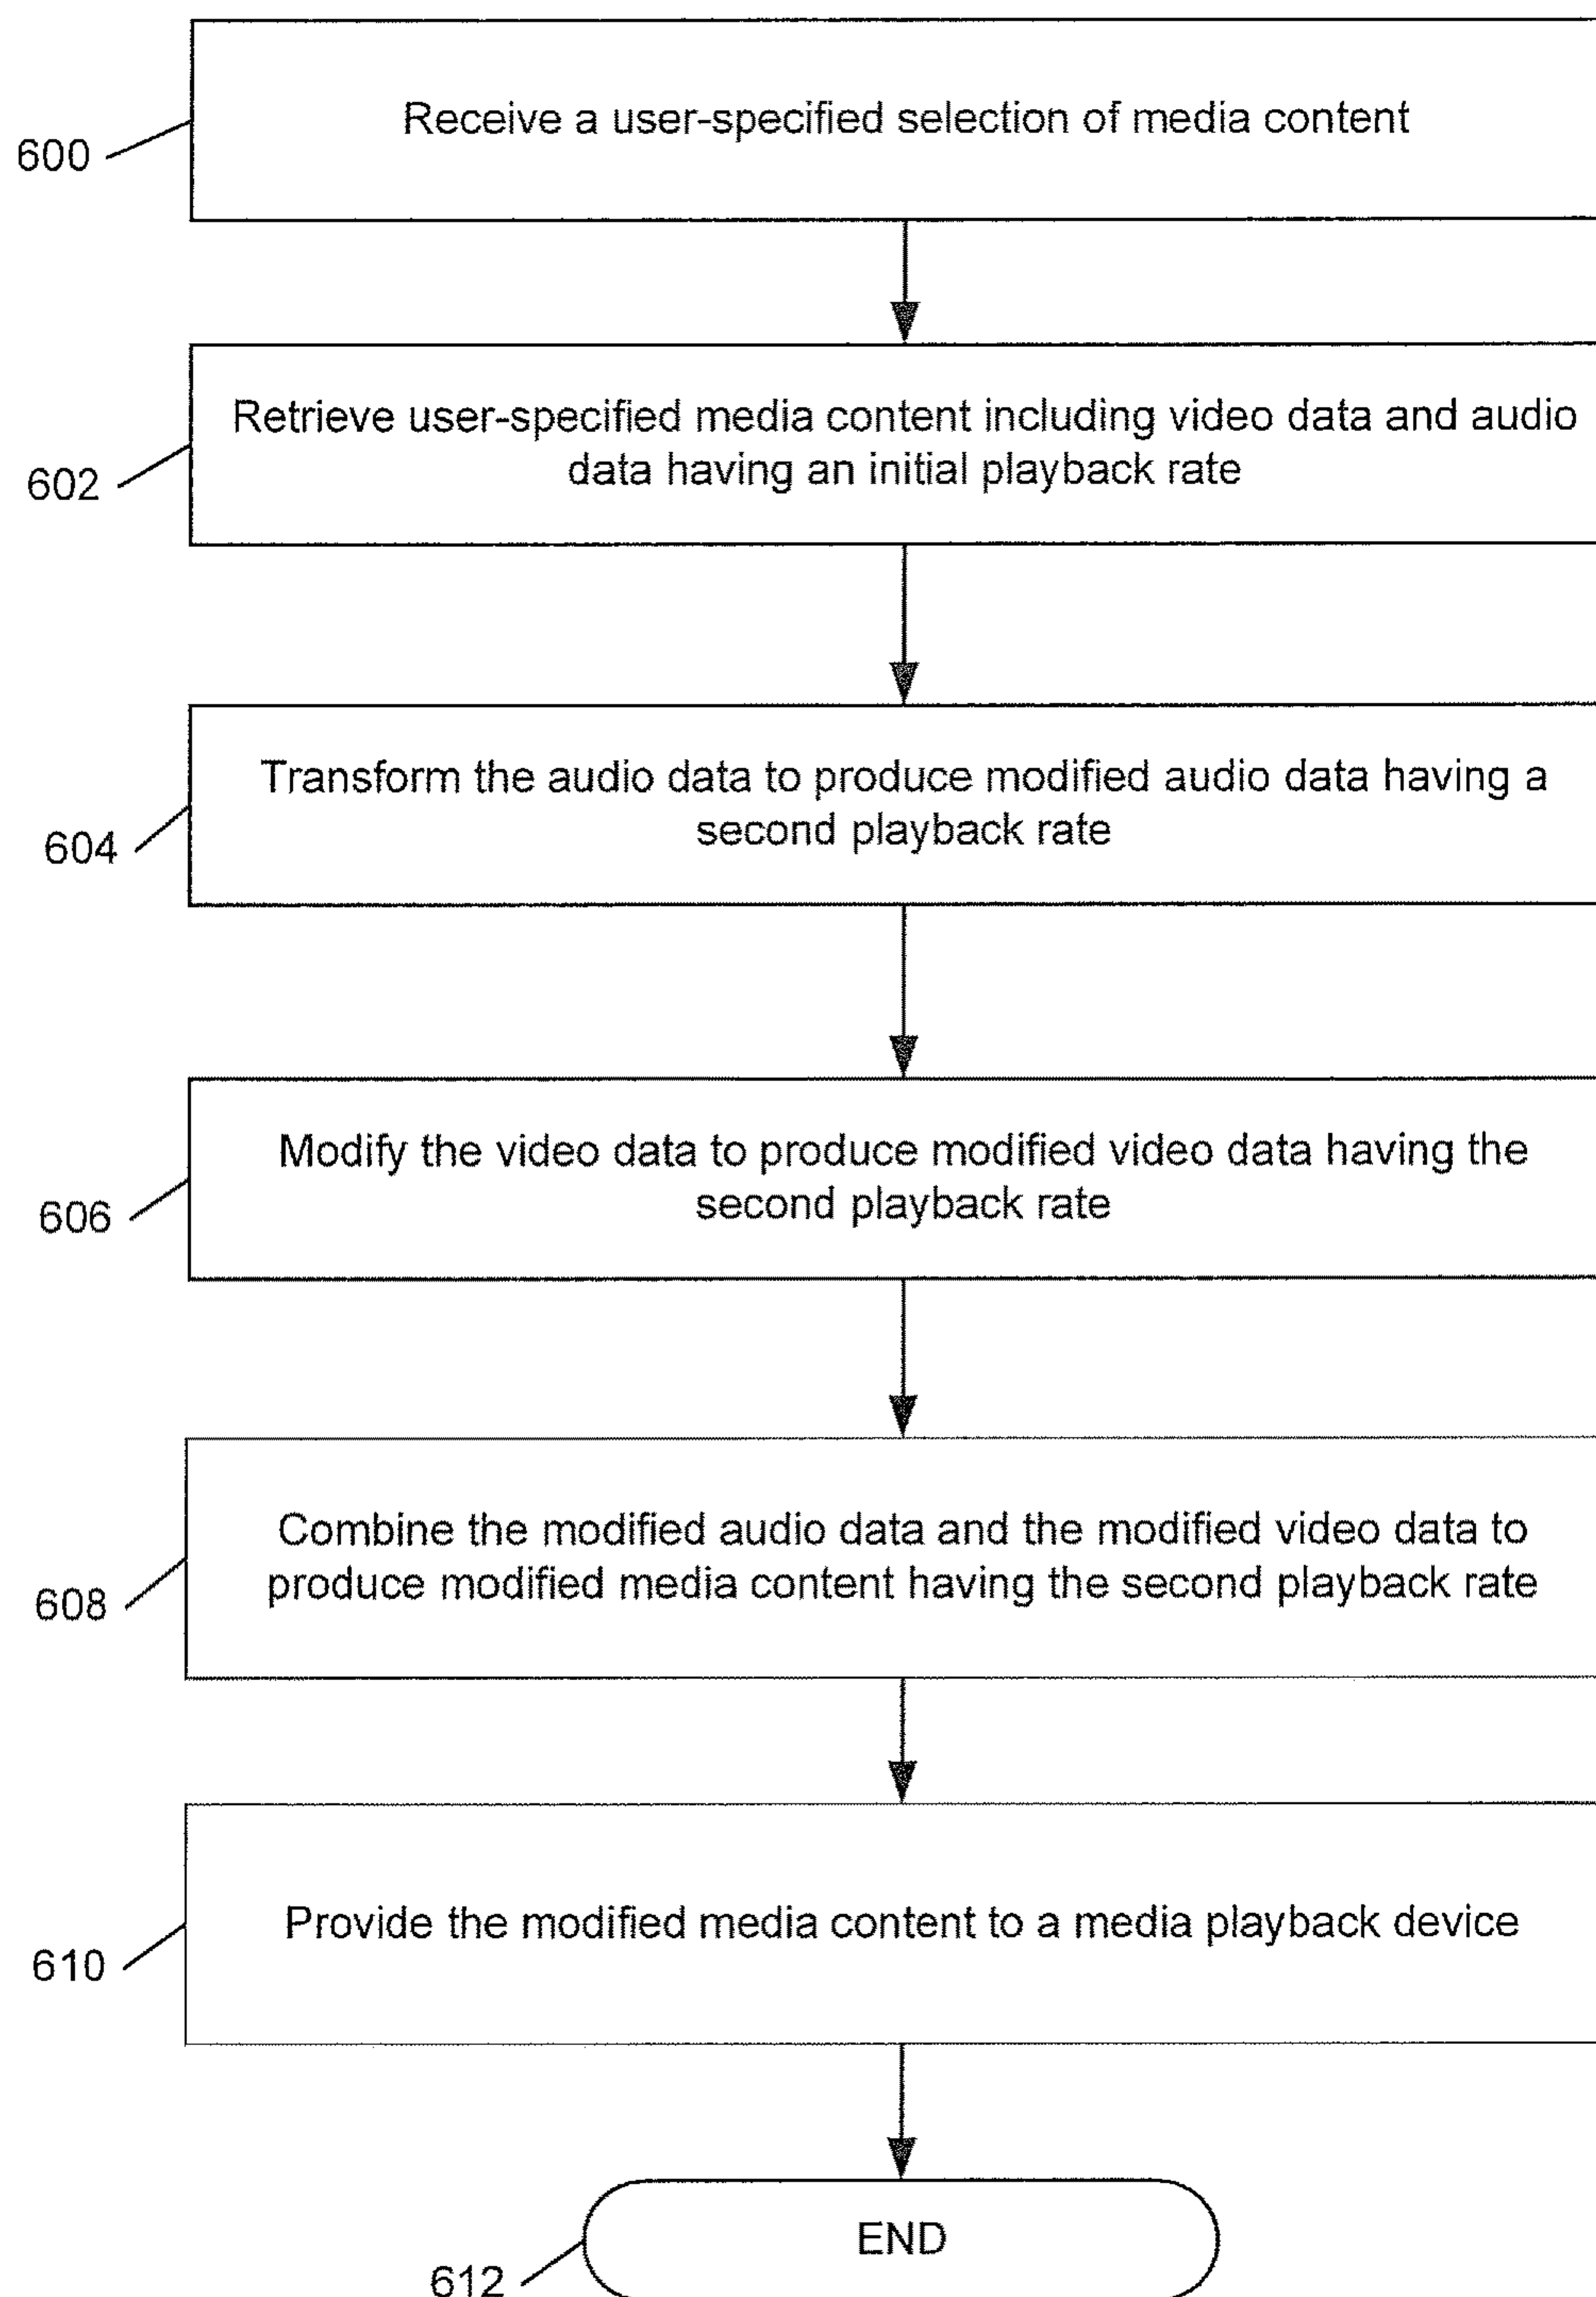 Receive a user-specified selection of media content
600
Retrieve user-specified media content including video data and audio
data having an initial playback rate
602
Transform the audio data to produce modified audio data having a
second playback rate
604
Modify the video data to produce modified video data having the
second playback rate
606
Combine the modified audio data and the modified video data to
produce modified media content having the second playback rate
608
Provide the modified media content to a media playback device
610
END
612